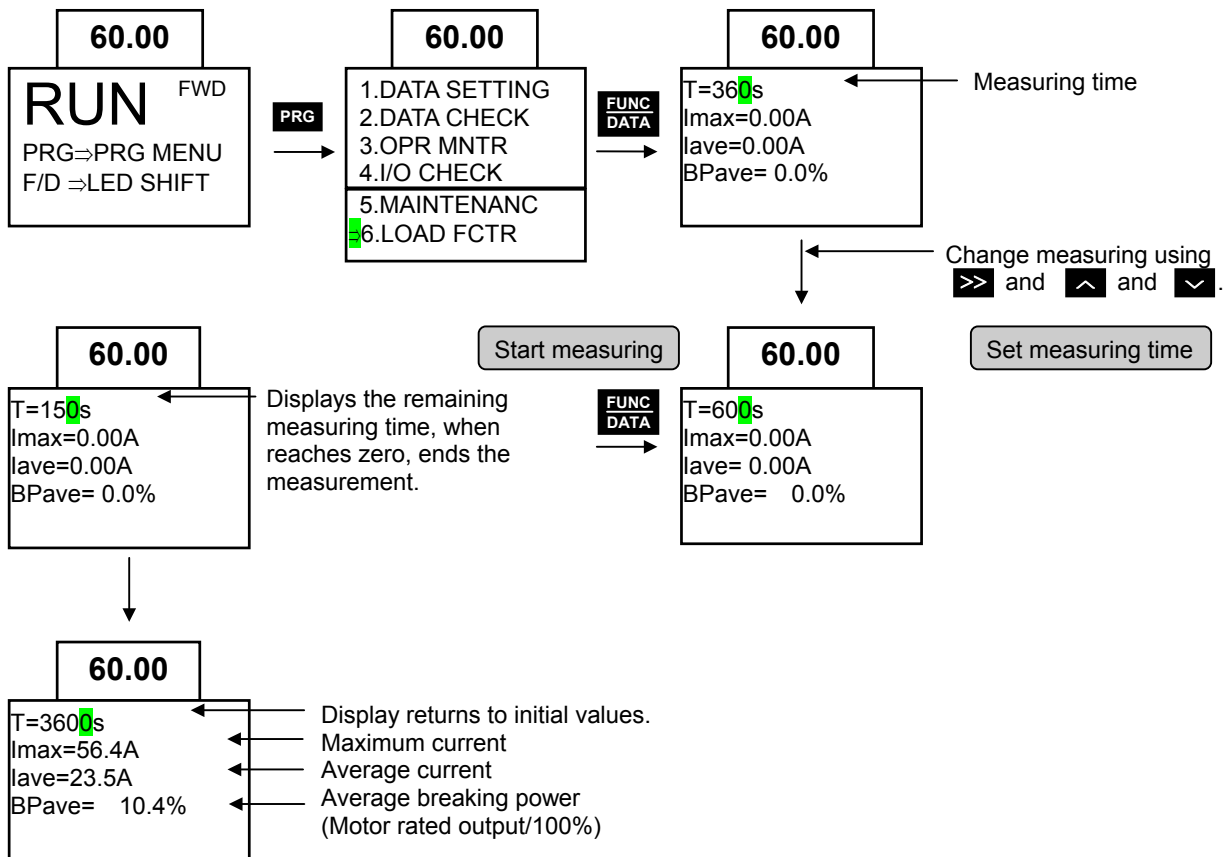 60.00
RUN FWD
PRG⇒PRG MENU
F/D ⇒LED SHIFT
PRG
60.00
1.DATA SETTING
2.DATA CHECK
3.OPR MNTR
4.I/O CHECK
5.MAINTENANC
⇒6.LOAD FCTR
FUNC
DATA
60.00
T=360s
Imax=0.00A
Iave=0.00A
BPave= 0.0%
Measuring time
Change measuring using
>> and ∧ and ∨.
60.00
T=150s
Imax=0.00A
Iave=0.00A
BPave= 0.0%
Displays the remaining
measuring time, when
reaches zero, ends the
measurement.
Start measuring
FUNC
DATA
60.00
T=600s
Imax=0.00A
Iave= 0.00A
BPave= 0.0%
Set measuring time
60.00
T=3600s
Imax=56.4A
Iave=23.5A
BPave= 10.4%
Display returns to initial values.
Maximum current
Average current
Average breaking power
(Motor rated output/100%)